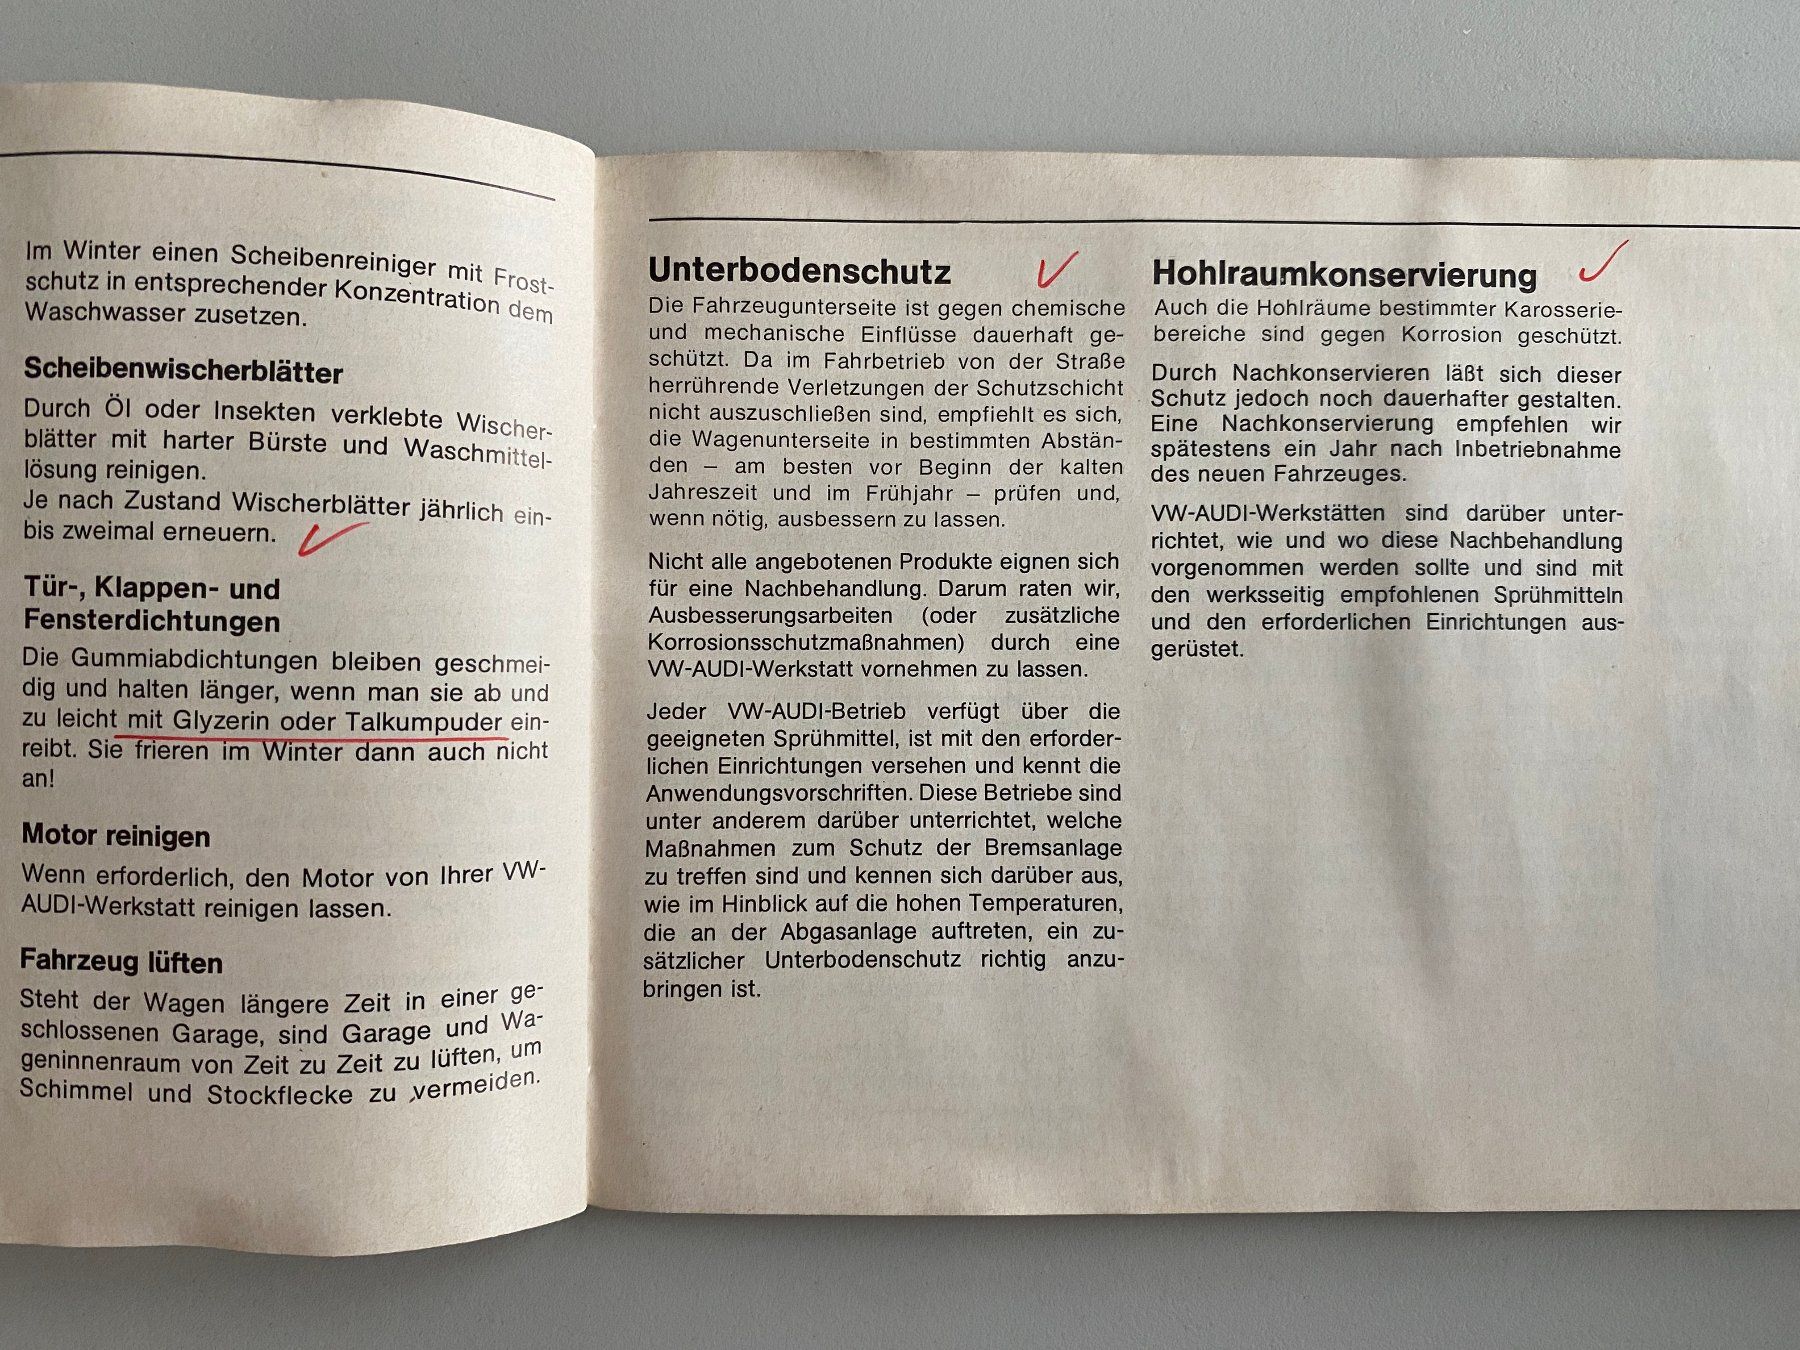 Im Winter einen Scheibenreiniger mit Frost-
schutz in entsprechender Konzentration dem
Waschwasser zusetzen.
Scheibenwischerblätter
Durch Öl oder Insekten verklebte Wischer-
blätter mit harter Bürste und Waschmittel-
lösung reinigen.
Je nach Zustand Wischerblätter jährlich ein-
bis zweimal erneuern.
Tür-, Klappen- und
Fensterdichtungen
Die Gummiabdichtungen bleiben geschmei-
dig und halten länger, wenn man sie ab und
zu leicht mit Glyzerin oder Talkumpuder ein-
reibt. Sie frieren im Winter dann auch nicht
an!
Motor reinigen
Wenn erforderlich, den Motor von Ihrer VW-
AUDI-Werkstatt reinigen lassen.
Fahrzeug lüften
Steht der Wagen längere Zeit in einer ge-
schlossenen Garage, sind Garage und Wa-
geninnenraum von Zeit zu Zeit zu lüften, um
Schimmel und Stockflecke zu vermeiden.
Unterbodenschutz
Die Fahrzeugunterseite ist gegen chemische
und mechanische Einflüsse dauerhaft ge-
schützt. Da im Fahrbetrieb von der Straße
herrührende Verletzungen der Schutzschicht
nicht auszuschließen sind, empfiehlt es sich,
die Wagenunterseite in bestimmten Abstän-
den – am besten vor Beginn der kalten
Jahreszeit und im Frühjahr – prüfen und,
wenn nötig, ausbessern zu lassen.
Nicht alle angebotenen Produkte eignen sich
für eine Nachbehandlung. Darum raten wir,
Ausbesserungsarbeiten (oder zusätzliche
Korrosionsschutzmaßnahmen) durch eine
VW-AUDI-Werkstatt vornehmen zu lassen.
Jeder VW-AUDI-Betrieb verfügt über die
geeigneten Sprühmittel, ist mit den erforder-
lichen Einrichtungen versehen und kennt die
Anwendungsvorschriften. Diese Betriebe sind
unter anderem darüber unterrichtet, welche
Maßnahmen zum Schutz der Bremsanlage
zu treffen sind und kennen sich darüber aus,
wie im Hinblick auf die hohen Temperaturen,
die an der Abgasanlage auftreten, ein zu-
sätzlicher Unterbodenschutz richtig anzu-
bringen ist.
Hohlraumkonservierung
Auch die Hohlräume bestimmter Karosserie-
bereiche sind gegen Korrosion geschützt.
Durch Nachkonservieren läßt sich dieser
Schutz jedoch noch dauerhafter gestalten.
Eine Nachkonservierung empfehlen wir
spätestens ein Jahr nach Inbetriebnahme
des neuen Fahrzeuges.
VW-AUDI-Werkstätten sind darüber unter-
richtet, wie und wo diese Nachbehandlung
vorgenommen werden sollte und sind mit
den werksseitig empfohlenen Sprühmitteln
und den erforderlichen Einrichtungen aus-
gerüstet.